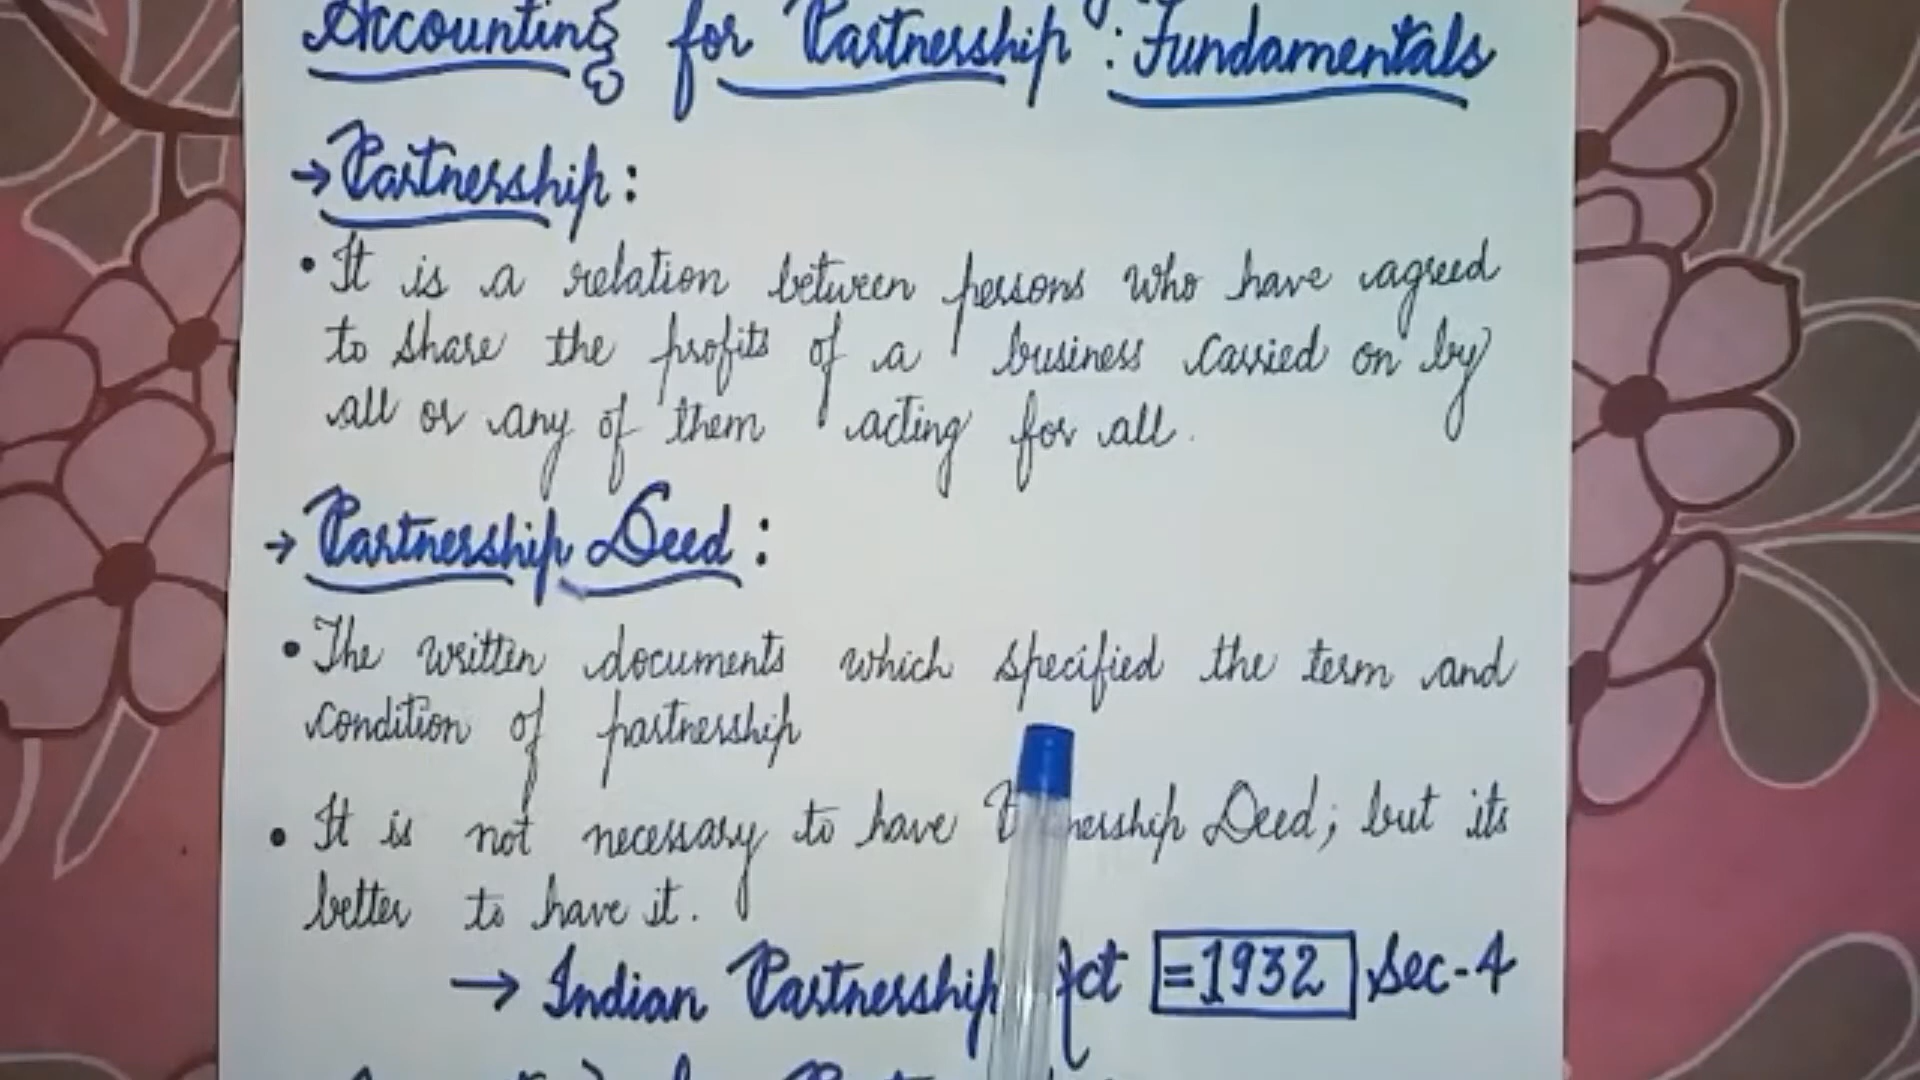 Accounting for Partnership : Fundamentals
→ Partnership :
• It is a relation between persons who have agreed
to share the profits of a business carried on by
all or any of them acting for all.
→ Partnership Deed :
• The written documents which specified the term and
condition of partnership
• It is not necessary to have Deed; but its
better to have it.
→ Indian Partnership Act =1932 Sec-4